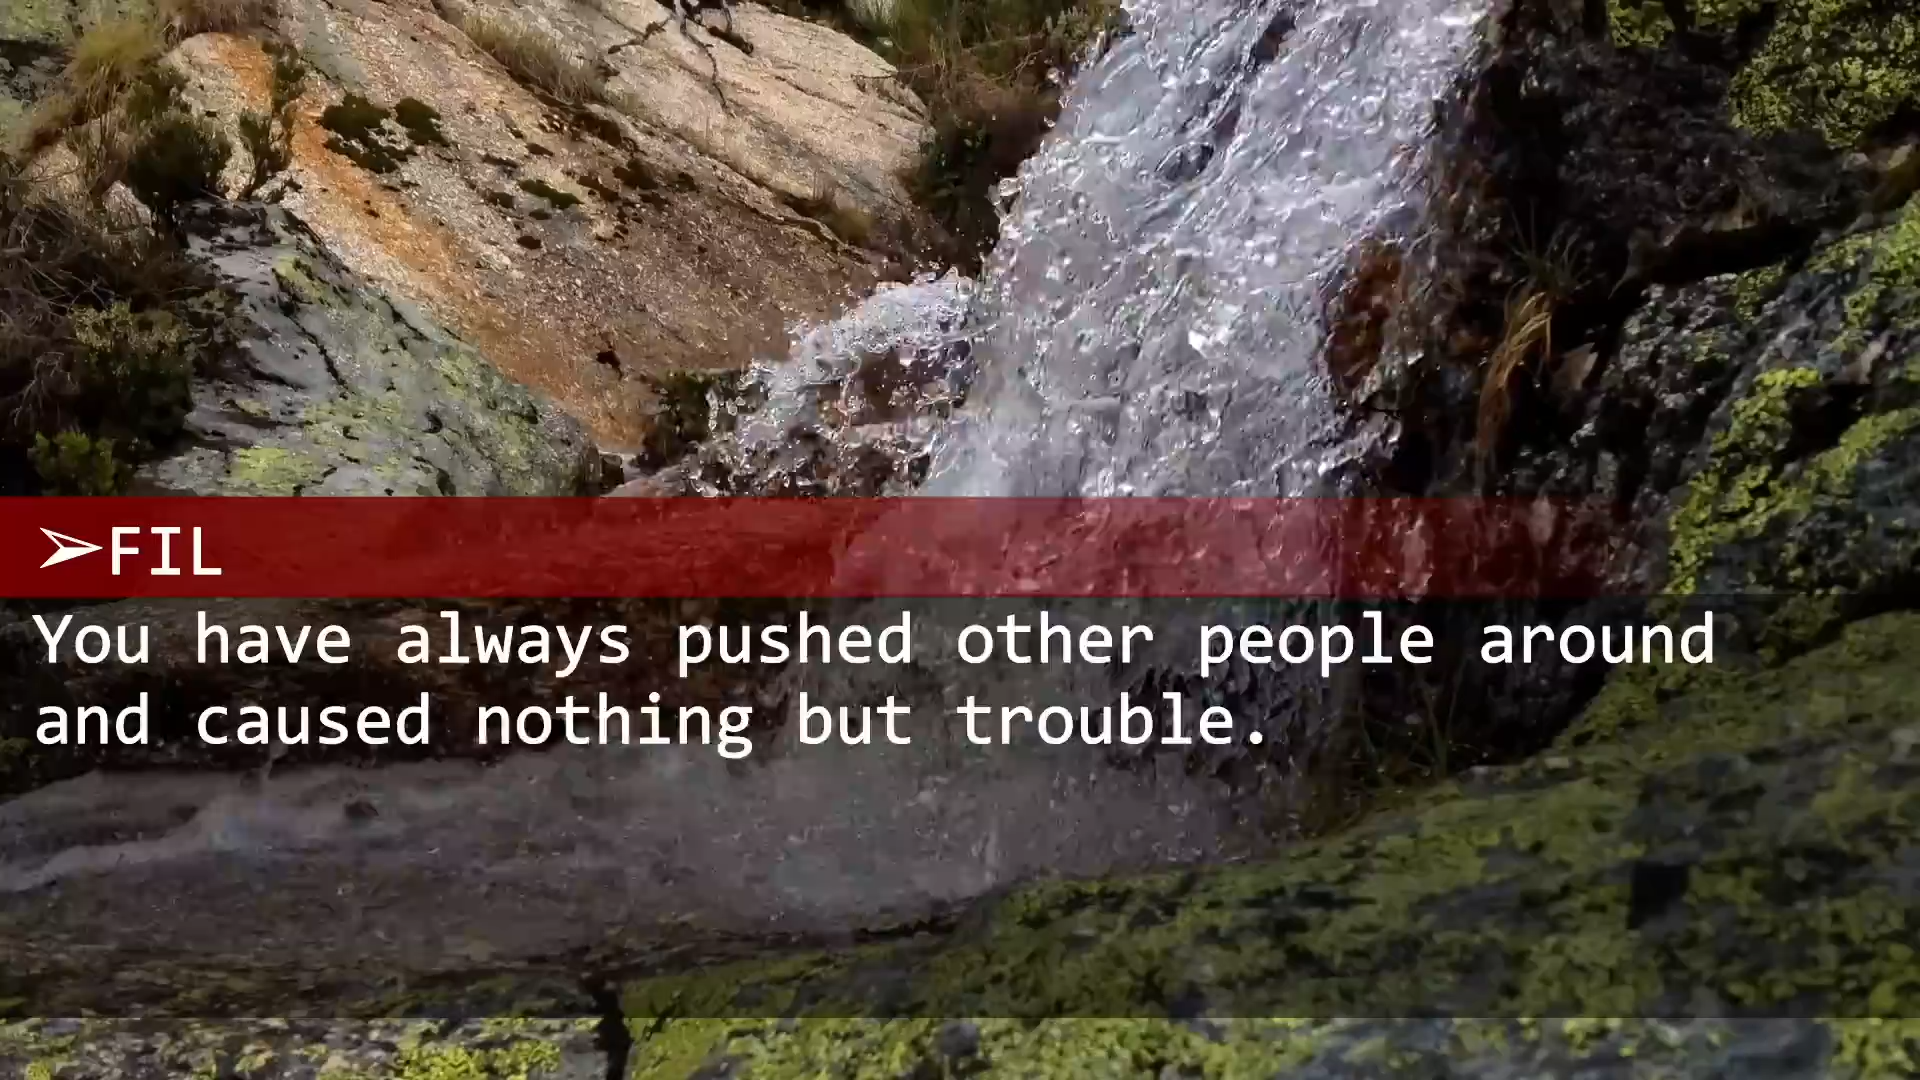 ➢FIL
You have always pushed other people around
and caused nothing but trouble.